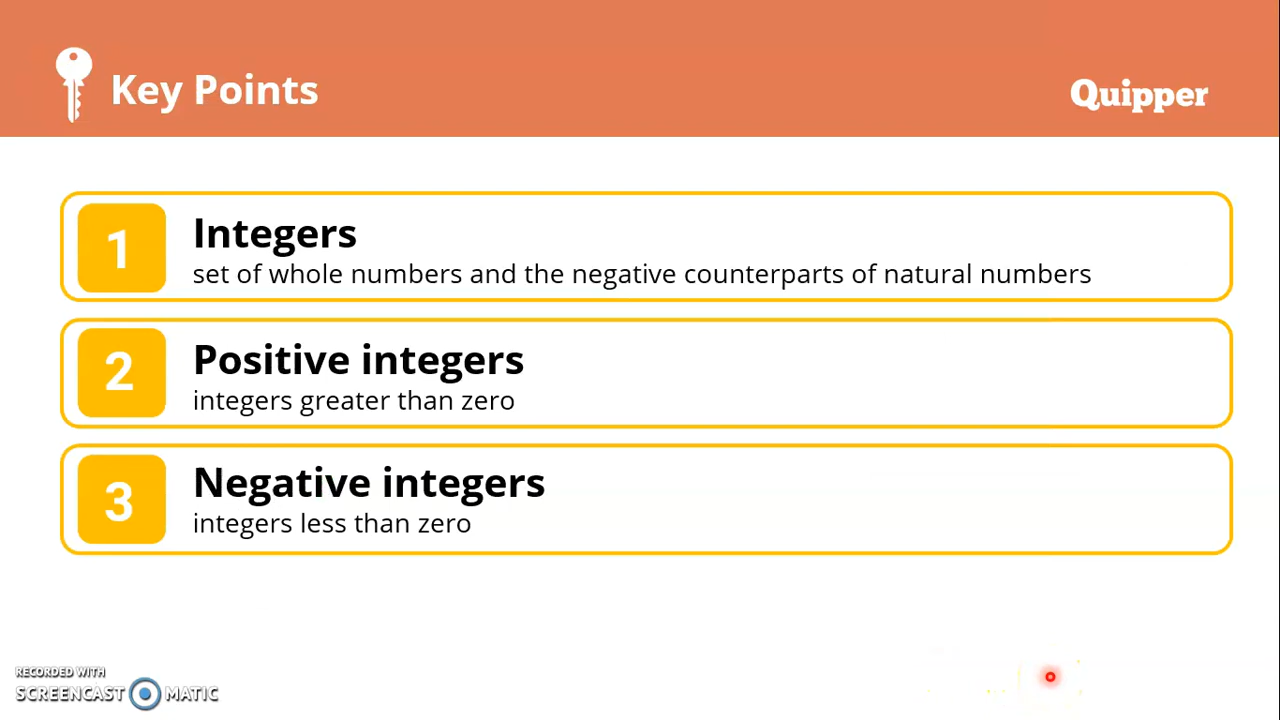 Key Points
Quipper
1
Integers
set of whole numbers and the negative counterparts of natural numbers
2
Positive integers
integers greater than zero
3
Negative integers
integers less than zero
RECORDED WITH
SCREENCAST MATIC